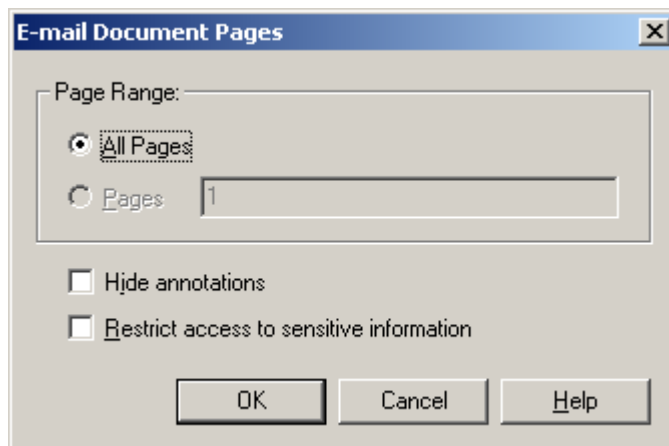 E-mail Document Pages
Page Range:
All Pages
Pages 1
Hide annotations
Restrict access to sensitive information
OK Cancel Help